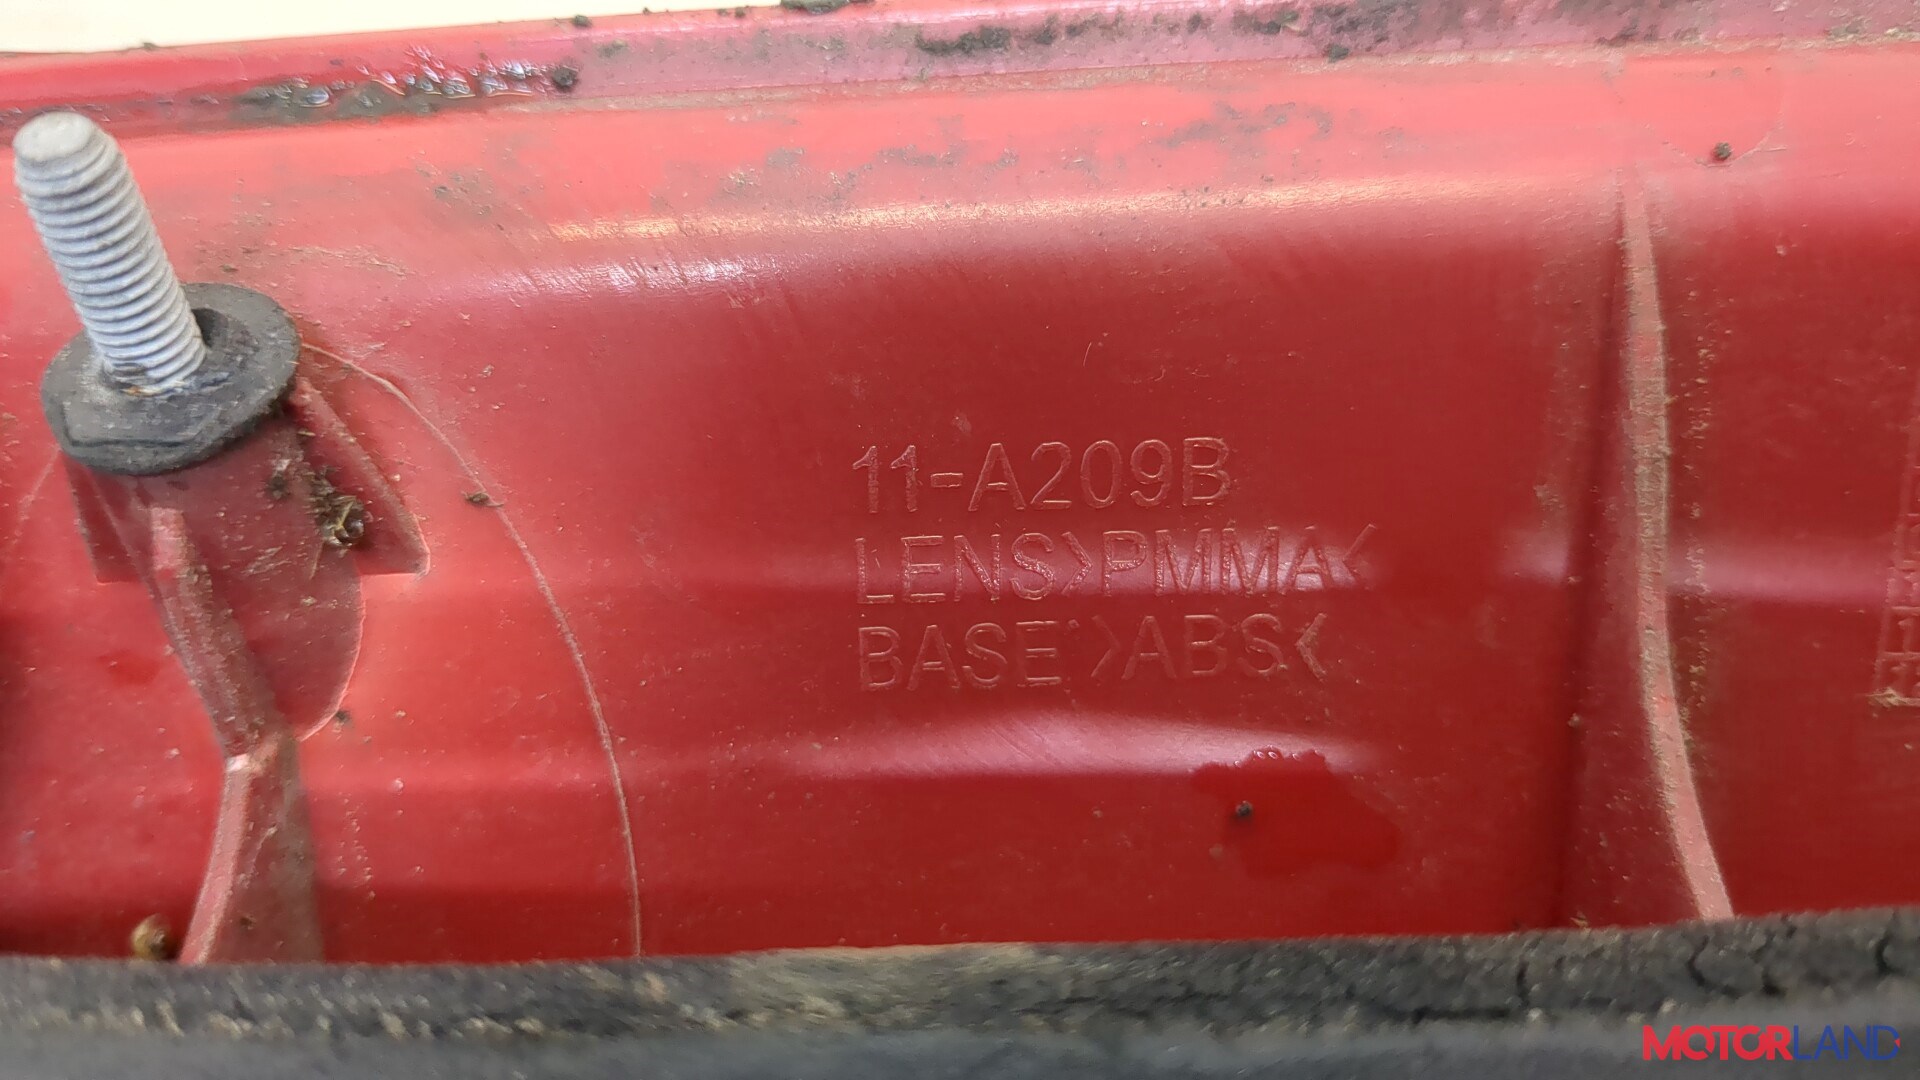 11-A209B
LENS>PMMA<
BASE >ABS<
MOTORLAND